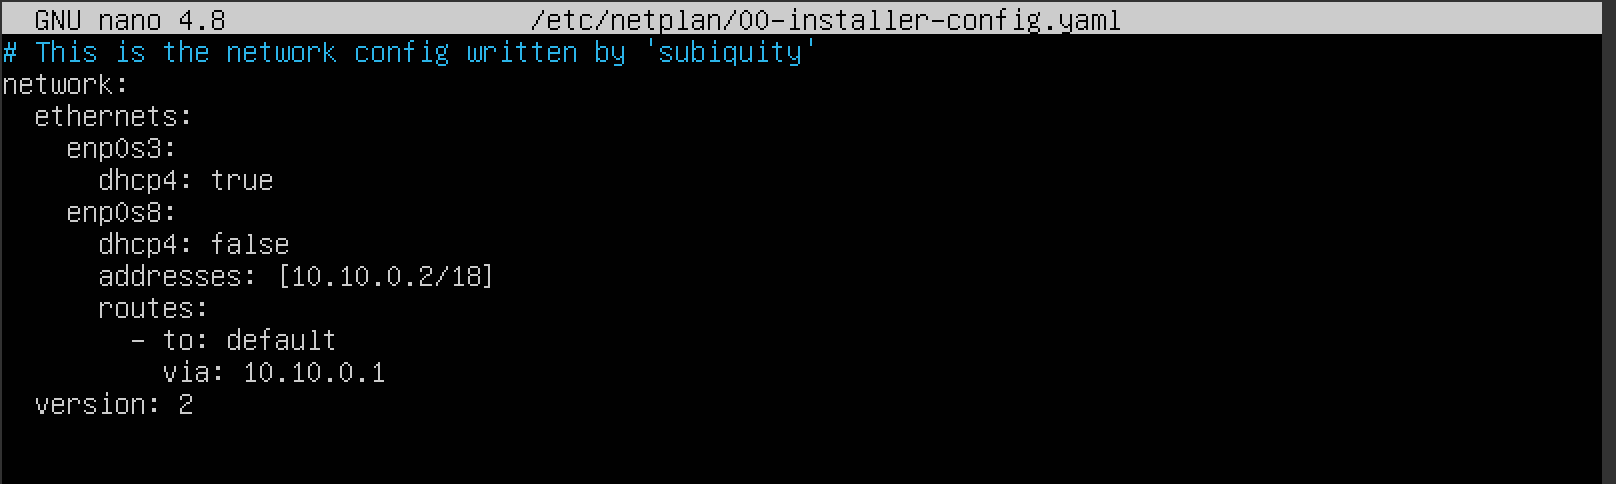 GNU nano 4.8 /etc/netplan/00-installer-config.yaml
# This is the network config written by 'subiquity'
network:
  ethernets:
    enp0s3:
      dhcp4: true
    enp0s8:
      dhcp4: false
      addresses: [10.10.0.2/18]
      routes:
        - to: default
          via: 10.10.0.1
  version: 2